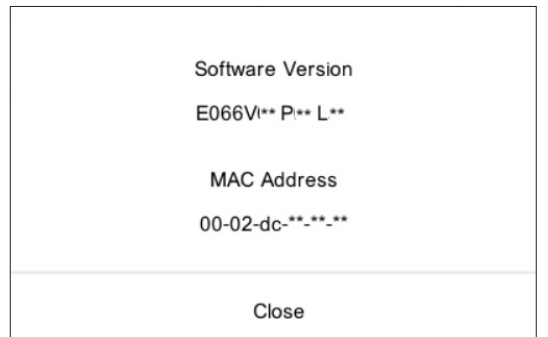 Software Version
E066V** P** L**
MAC Address
00-02-dc-**-**-**
Close